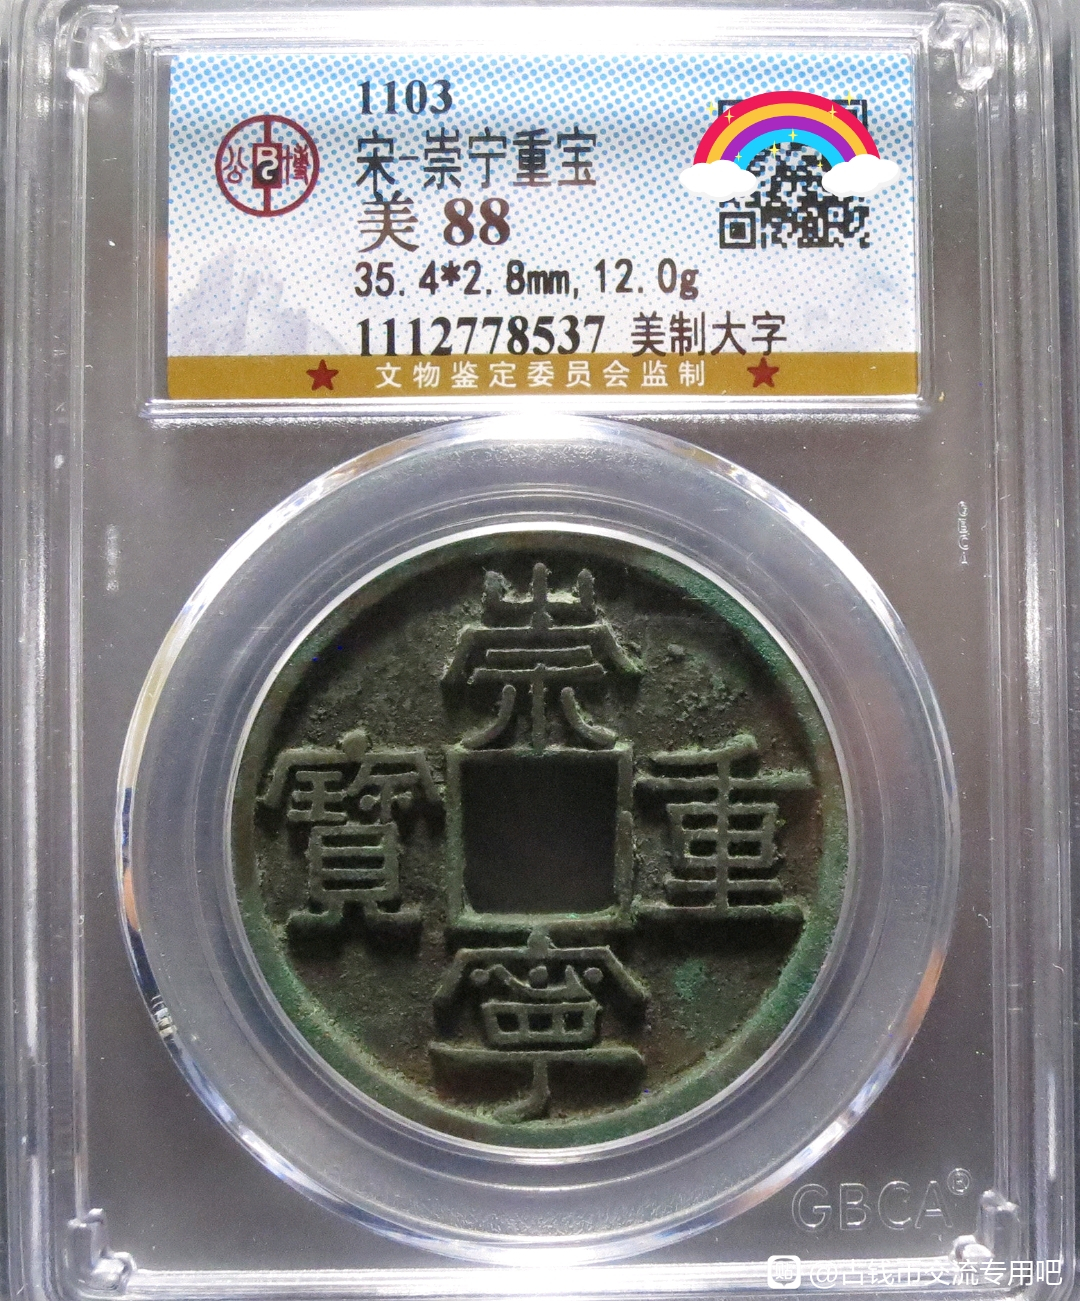 1103
宋-崇宁重宝
美 88
35.4*2.8mm,12.0g
1112778537 美制大字
公博
文物鉴定委员会监制
崇
寶 重
寧
GBCA®
@古钱币交流专用吧